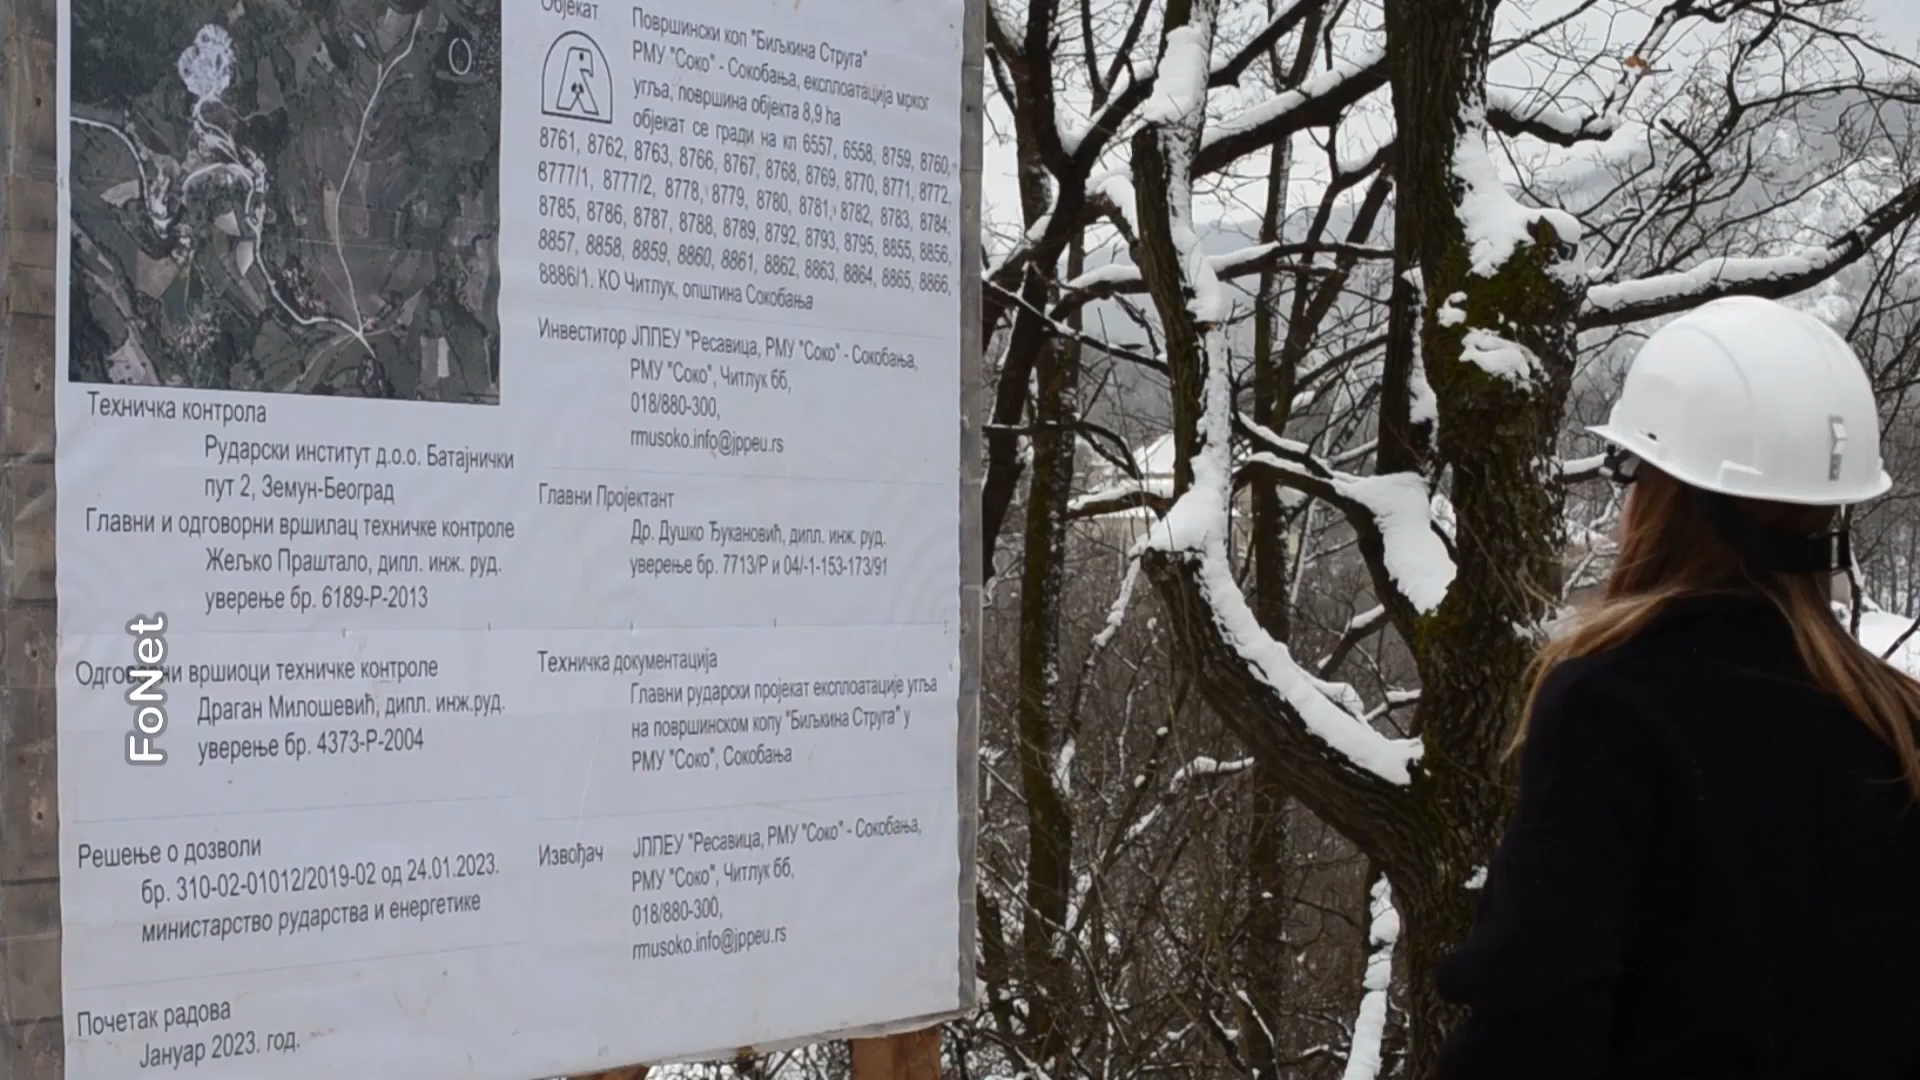 Објекат
Површински коп "Биљкина Струга"
РМУ "Соко" - Сокобања, експлоатација мрког
угља, површина објекта 8,9 ha
објекат се гради на кп 6557, 6558, 8759, 8760,
8761, 8762, 8763, 8766, 8767, 8768, 8769, 8770, 8771, 8772,
8777/1, 8777/2, 8778, 8779, 8780, 8781, 8782, 8783, 8784,
8785, 8786, 8787, 8788, 8789, 8792, 8793, 8795, 8855, 8856,
8857, 8858, 8859, 8860, 8861, 8862, 8863, 8864, 8865, 8866,
8886/1. КО Читлук, општина Сокобања
Инвеститор ЈППЕУ "Ресавица, РМУ "Соко" - Сокобања,
РМУ "Соко", Читлук бб,
018/880-300,
rmusoko.info@jppeu.rs
Главни Пројектант
Др. Душко Ђукановић, дипл. инж. руд.
уверење бр. 7713/Р и 04/-1-153-173/91
Техничка документација
Главни рударски пројекат експлоатације угља
на површинском копу "Биљкина Струга" у
РМУ "Соко", Сокобања
Извођач ЈППЕУ "Ресавица, РМУ "Соко" - Сокобања,
РМУ "Соко", Читлук бб,
018/880-300,
rmusoko.info@jppeu.rs
Техничка контрола
Рударски институт д.о.о. Батајнички
пут 2, Земун-Београд
Главни и одговорни вршилац техничке контроле
Жељко Праштало, дипл. инж. руд.
уверење бр. 6189-Р-2013
Одговорни вршиоци техничке контроле
Драган Милошевић, дипл. инж.руд.
уверење бр. 4373-Р-2004
Решење о дозволи
бр. 310-02-01012/2019-02 од 24.01.2023.
министарство рударства и енергетике
Почетак радова
Јануар 2023. год.
FoNet